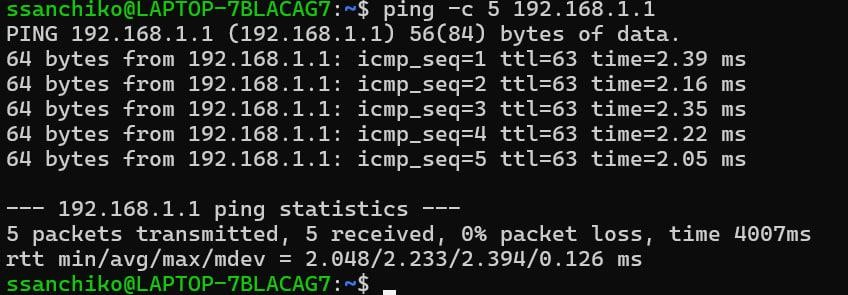 ssanchiko@LAPTOP-7BLACAG7:~$ ping -c 5 192.168.1.1
PING 192.168.1.1 (192.168.1.1) 56(84) bytes of data.
64 bytes from 192.168.1.1: icmp_seq=1 ttl=63 time=2.39 ms
64 bytes from 192.168.1.1: icmp_seq=2 ttl=63 time=2.16 ms
64 bytes from 192.168.1.1: icmp_seq=3 ttl=63 time=2.35 ms
64 bytes from 192.168.1.1: icmp_seq=4 ttl=63 time=2.22 ms
64 bytes from 192.168.1.1: icmp_seq=5 ttl=63 time=2.05 ms

--- 192.168.1.1 ping statistics ---
5 packets transmitted, 5 received, 0% packet loss, time 4007ms
rtt min/avg/max/mdev = 2.048/2.233/2.394/0.126 ms
ssanchiko@LAPTOP-7BLACAG7:~$